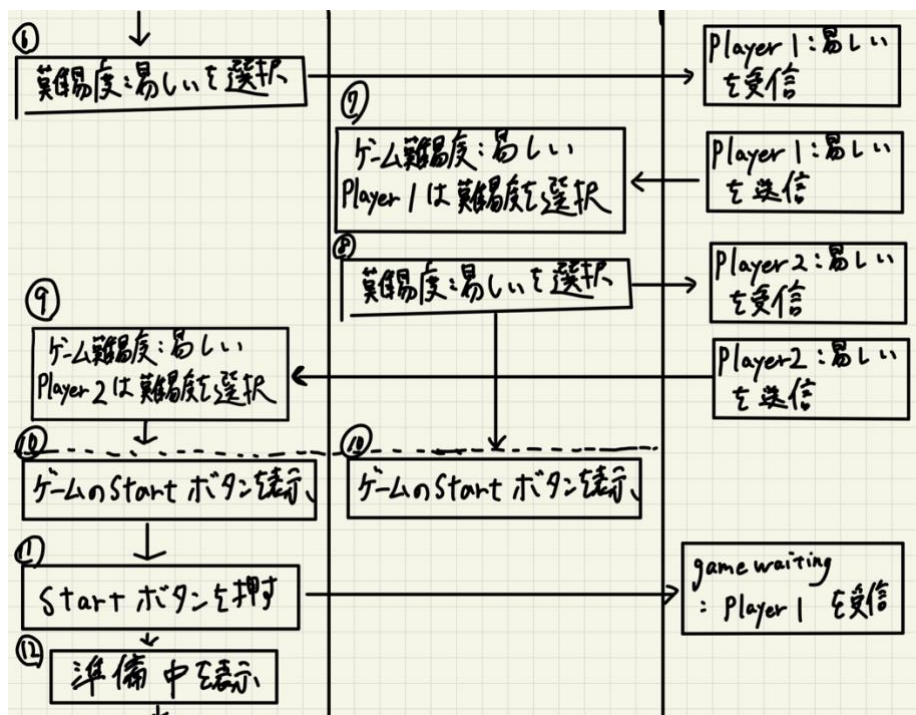 ⑥
難易度:易しいを選択
Player 1:易しい
を受信
⑦
ゲーム難易度:易しい
Player 1は難易度を選択
Player 1:易しい
を送信
⑧
難易度:易しいを選択
Player 2:易しい
を受信
⑨
ゲーム難易度:易しい
Player 2は難易度を選択
Player2:易しい
を送信
⑩
ゲームのStart ボタンを表示
⑩
ゲームのStart ボタンを表示
⑪
Start ボタンを押す
game waiting
: Player 1 を受信
⑫
準備中を表示